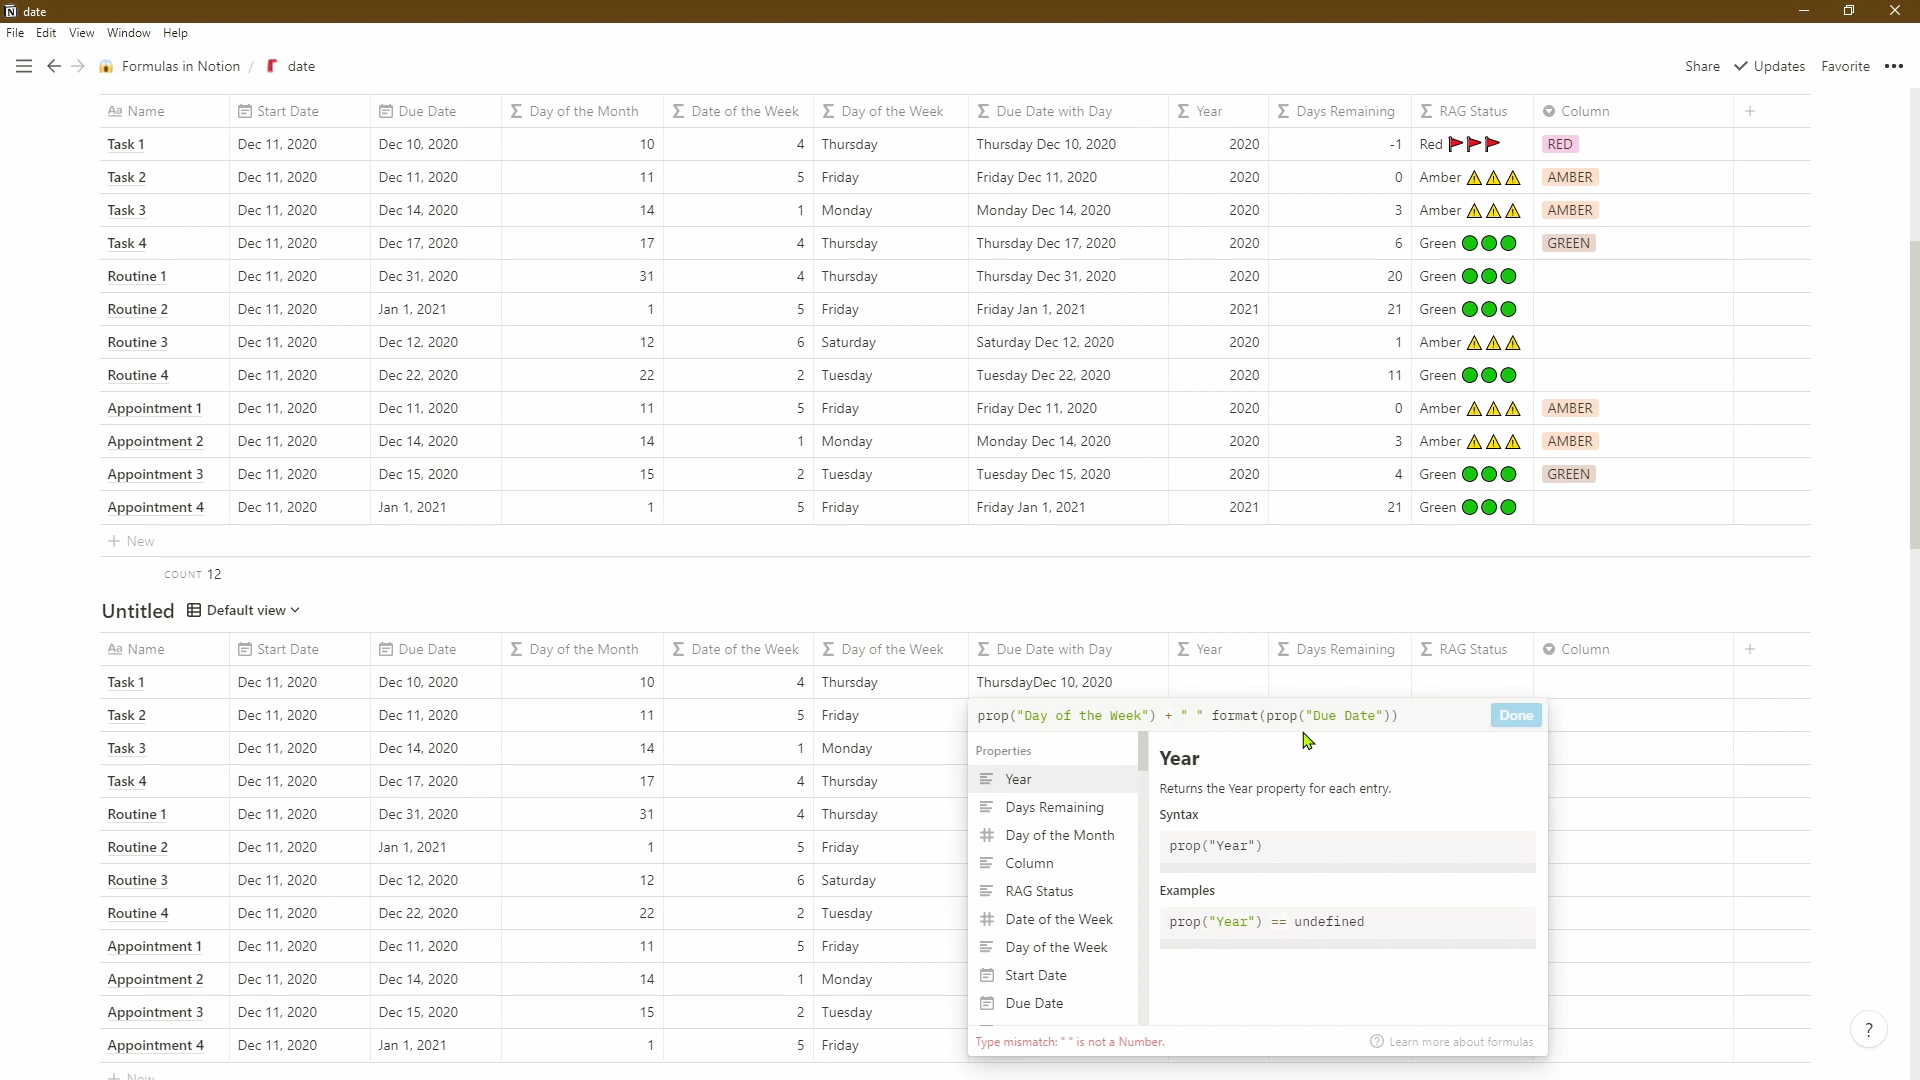 date
File Edit View Window Help
Formulas in Notion / date Share Updates Favorite
Aa Name Start Date Due Date Day of the Month Date of the Week Day of the Week Due Date with Day Year Days Remaining RAG Status Column
Task 1 Dec 11, 2020 Dec 10, 2020 10 4 Thursday Thursday Dec 10, 2020 2020 -1 Red RED
Task 2 Dec 11, 2020 Dec 11, 2020 11 5 Friday Friday Dec 11, 2020 2020 0 Amber AMBER
Task 3 Dec 11, 2020 Dec 14, 2020 14 1 Monday Monday Dec 14, 2020 2020 3 Amber AMBER
Task 4 Dec 11, 2020 Dec 17, 2020 17 4 Thursday Thursday Dec 17, 2020 2020 6 Green GREEN
Routine 1 Dec 11, 2020 Dec 31, 2020 31 4 Thursday Thursday Dec 31, 2020 2020 20 Green
Routine 2 Dec 11, 2020 Jan 1, 2021 1 5 Friday Friday Jan 1, 2021 2021 21 Green
Routine 3 Dec 11, 2020 Dec 12, 2020 12 6 Saturday Saturday Dec 12, 2020 2020 1 Amber
Routine 4 Dec 11, 2020 Dec 22, 2020 22 2 Tuesday Tuesday Dec 22, 2020 2020 11 Green
Appointment 1 Dec 11, 2020 Dec 11, 2020 11 5 Friday Friday Dec 11, 2020 2020 0 Amber AMBER
Appointment 2 Dec 11, 2020 Dec 14, 2020 14 1 Monday Monday Dec 14, 2020 2020 3 Amber AMBER
Appointment 3 Dec 11, 2020 Dec 15, 2020 15 2 Tuesday Tuesday Dec 15, 2020 2020 4 Green GREEN
Appointment 4 Dec 11, 2020 Jan 1, 2021 1 5 Friday Friday Jan 1, 2021 2021 21 Green
+ New
COUNT 12
Untitled Default view
Aa Name Start Date Due Date Day of the Month Date of the Week Day of the Week Due Date with Day Year Days Remaining RAG Status Column
Task 1 Dec 11, 2020 Dec 10, 2020 10 4 Thursday ThursdayDec 10, 2020
Task 2 Dec 11, 2020 Dec 11, 2020 11 5 Friday
Task 3 Dec 11, 2020 Dec 14, 2020 14 1 Monday
Task 4 Dec 11, 2020 Dec 17, 2020 17 4 Thursday
Routine 1 Dec 11, 2020 Dec 31, 2020 31 4 Thursday
Routine 2 Dec 11, 2020 Jan 1, 2021 1 5 Friday
Routine 3 Dec 11, 2020 Dec 12, 2020 12 6 Saturday
Routine 4 Dec 11, 2020 Dec 22, 2020 22 2 Tuesday
Appointment 1 Dec 11, 2020 Dec 11, 2020 11 5 Friday
Appointment 2 Dec 11, 2020 Dec 14, 2020 14 1 Monday
Appointment 3 Dec 11, 2020 Dec 15, 2020 15 2 Tuesday
Appointment 4 Dec 11, 2020 Jan 1, 2021 1 5 Friday
+ New
prop("Day of the Week") + " " format(prop("Due Date")) Done
Properties
Year
Days Remaining
Day of the Month
Column
RAG Status
Date of the Week
Day of the Week
Start Date
Due Date
Year
Returns the Year property for each entry.
Syntax
prop("Year")
Examples
prop("Year") == undefined
Type mismatch: " " is not a Number. Learn more about formulas
?